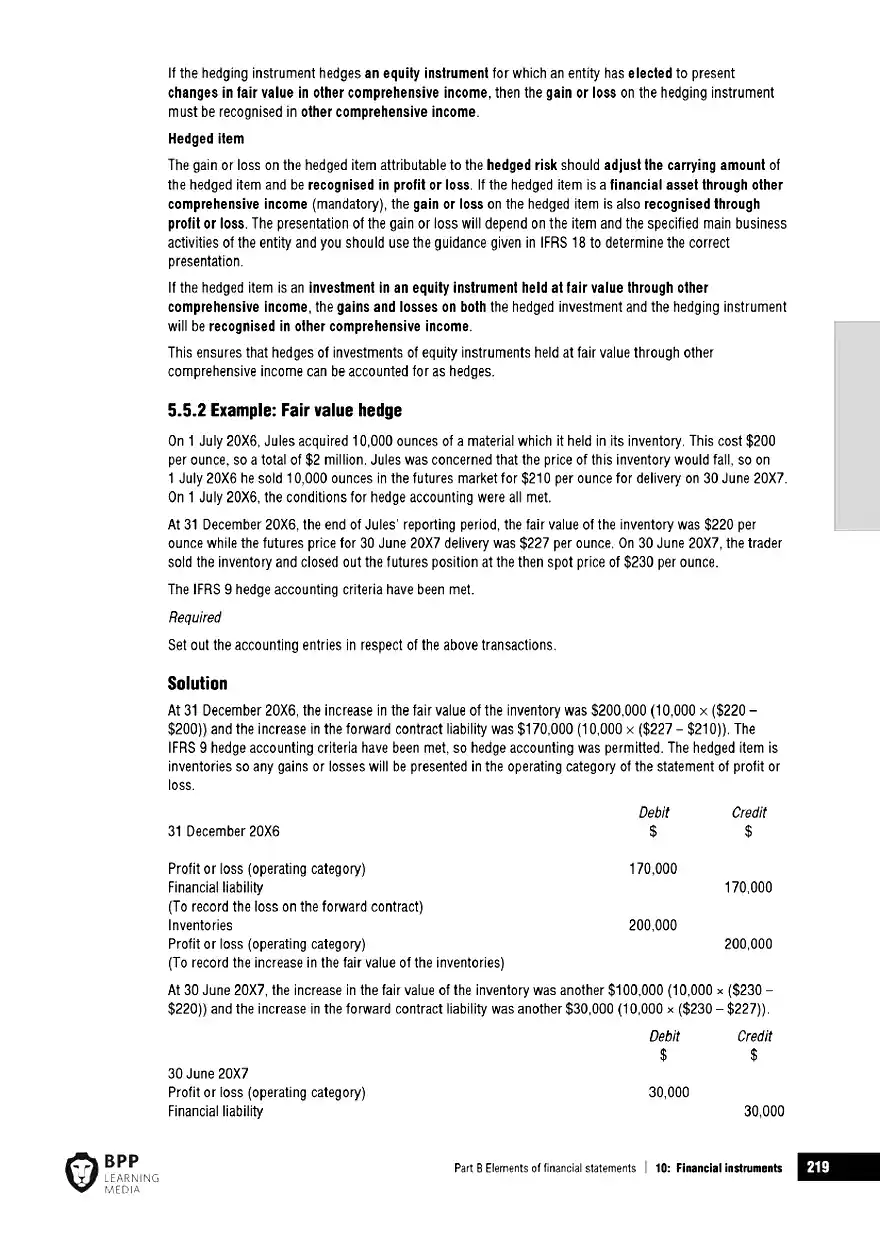 If the hedging instrument hedges an equity instrument for which an entity has elected to present
changes in fair value in other comprehensive income, then the gain or loss on the hedging instrument
must be recognised in other comprehensive income.
Hedged item
The gain or loss on the hedged item attributable to the hedged risk should adjust the carrying amount of
the hedged item and be recognised in profit or loss. If the hedged item is a financial asset through other
comprehensive income (mandatory), the gain or loss on the hedged item is also recognised through
profit or loss. The presentation of the gain or loss will depend on the item and the specified main business
activities of the entity and you should use the guidance given in IFRS 18 to determine the correct
presentation.
If the hedged item is an investment in an equity instrument held at fair value through other
comprehensive income, the gains and losses on both the hedged investment and the hedging instrument
will be recognised in other comprehensive income.
This ensures that hedges of investments of equity instruments held at fair value through other
comprehensive income can be accounted for as hedges.
5.5.2 Example: Fair value hedge
On 1 July 20X6, Jules acquired 10,000 ounces of a material which it held in its inventory. This cost $200
per ounce, so a total of $2 million. Jules was concerned that the price of this inventory would fall, so on
1 July 20X6 he sold 10,000 ounces in the futures market for $210 per ounce for delivery on 30 June 20X7.
On 1 July 20X6, the conditions for hedge accounting were all met.
At 31 December 20X6, the end of Jules' reporting period, the fair value of the inventory was $220 per
ounce while the futures price for 30 June 20X7 delivery was $227 per ounce. On 30 June 20X7, the trader
sold the inventory and closed out the futures position at the then spot price of $230 per ounce.
The IFRS 9 hedge accounting criteria have been met.
Required
Set out the accounting entries in respect of the above transactions.
Solution
At 31 December 20X6, the increase in the fair value of the inventory was $200,000 (10,000 × ($220 –
$200)) and the increase in the forward contract liability was $170,000 (10,000 × ($227 – $210)). The
IFRS 9 hedge accounting criteria have been met, so hedge accounting was permitted. The hedged item is
inventories so any gains or losses will be presented in the operating category of the statement of profit or
loss.
Debit Credit
31 December 20X6 $ $
Profit or loss (operating category) 170,000
Financial liability 170,000
(To record the loss on the forward contract)
Inventories 200,000
Profit or loss (operating category) 200,000
(To record the increase in the fair value of the inventories)
At 30 June 20X7, the increase in the fair value of the inventory was another $100,000 (10,000 × ($230 –
$220)) and the increase in the forward contract liability was another $30,000 (10,000 × ($230 – $227)).
Debit Credit
$ $
30 June 20X7
Profit or loss (operating category) 30,000
Financial liability 30,000
BPP
LEARNING
MEDIA
Part B Elements of financial statements | 10: Financial instruments 219